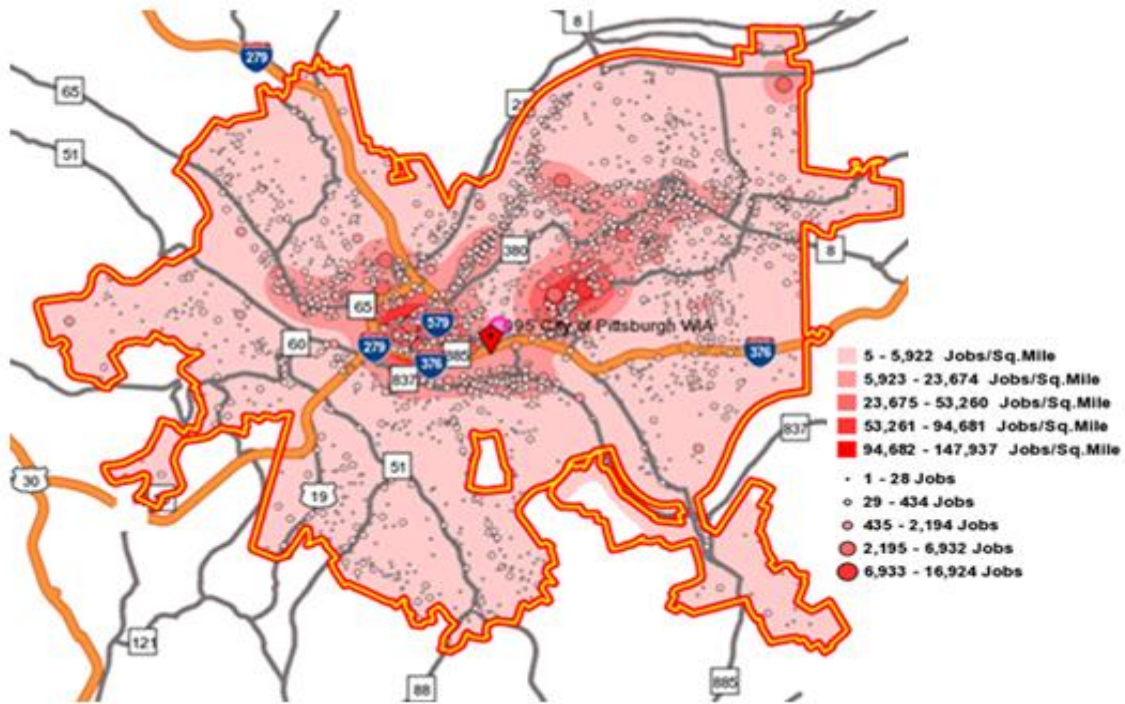 8
279
65
2
51
380
8
65
579
095 City of Pittsburgh WIA
60
279
376
885
376
837
5 - 5,922 Jobs/Sq.Mile
5,923 - 23,674 Jobs/Sq.Mile
23,675 - 53,260 Jobs/Sq.Mile
53,261 - 94,681 Jobs/Sq.Mile
94,682 - 147,937 Jobs/Sq.Mile
837
51
30
19
1 - 28 Jobs
29 - 434 Jobs
435 - 2,194 Jobs
2,195 - 6,932 Jobs
6,933 - 16,924 Jobs
121
88
885